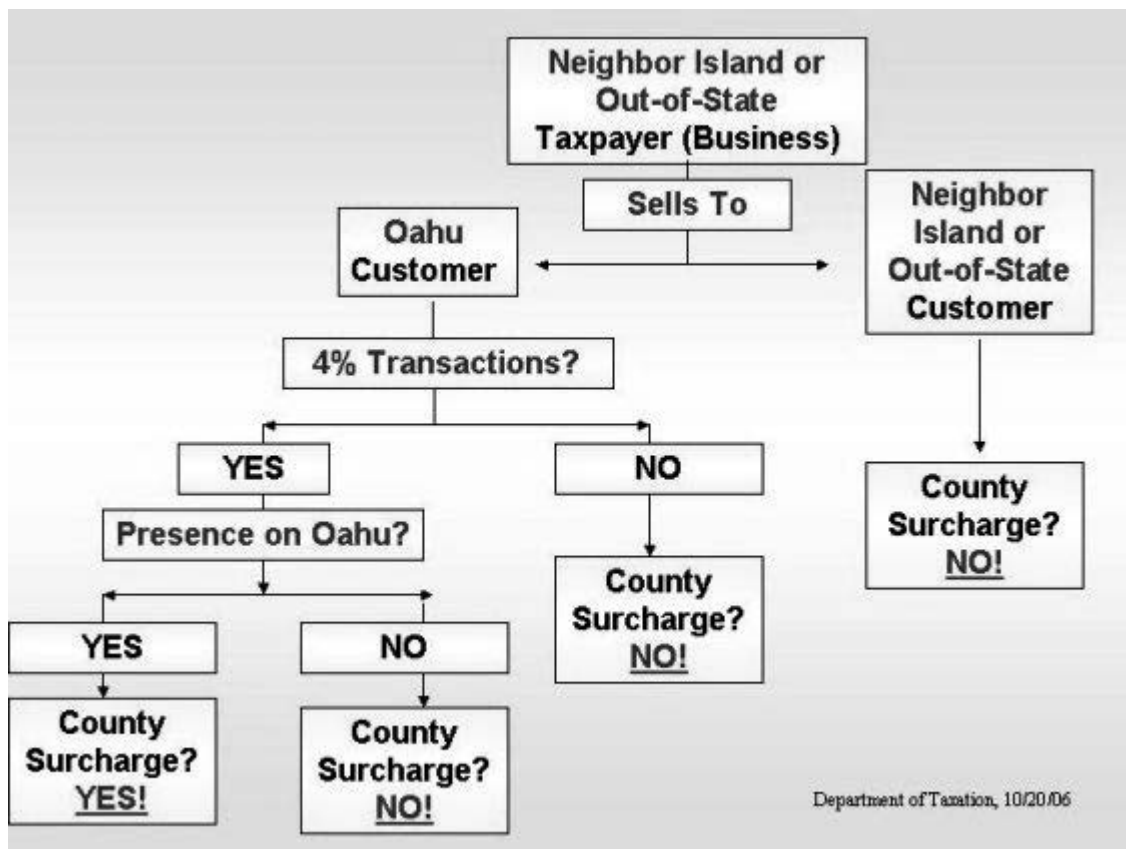 Neighbor Island or
Out-of-State
Taxpayer (Business)
Sells To
Neighbor
Island or
Out-of-State
Customer
Oahu
Customer
4% Transactions?
YES
NO
Presence on Oahu?
County
Surcharge?
NO!
County
Surcharge?
NO!
YES
NO
County
Surcharge?
YES!
County
Surcharge?
NO!
Department of Taxation, 10/20/06